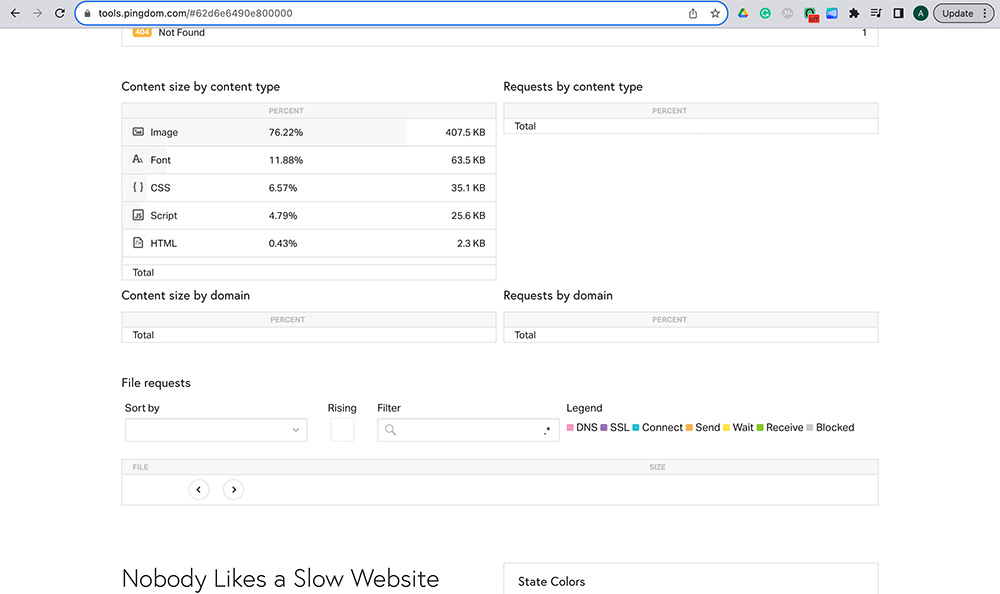 tools.pingdom.com/#62d6e6490e800000
off
A
Update
404 Not Found 1
Content size by content type
PERCENT
Image 76.22% 407.5 KB
Font 11.88% 63.5 KB
{ } CSS 6.57% 35.1 KB
JS Script 4.79% 25.6 KB
HTML 0.43% 2.3 KB
Total
Requests by content type
PERCENT
Total
Content size by domain
PERCENT
Total
Requests by domain
PERCENT
Total
File requests
Sort by Rising Filter Legend
.*
DNS SSL Connect Send Wait Receive Blocked
FILE SIZE
Nobody Likes a Slow Website
State Colors